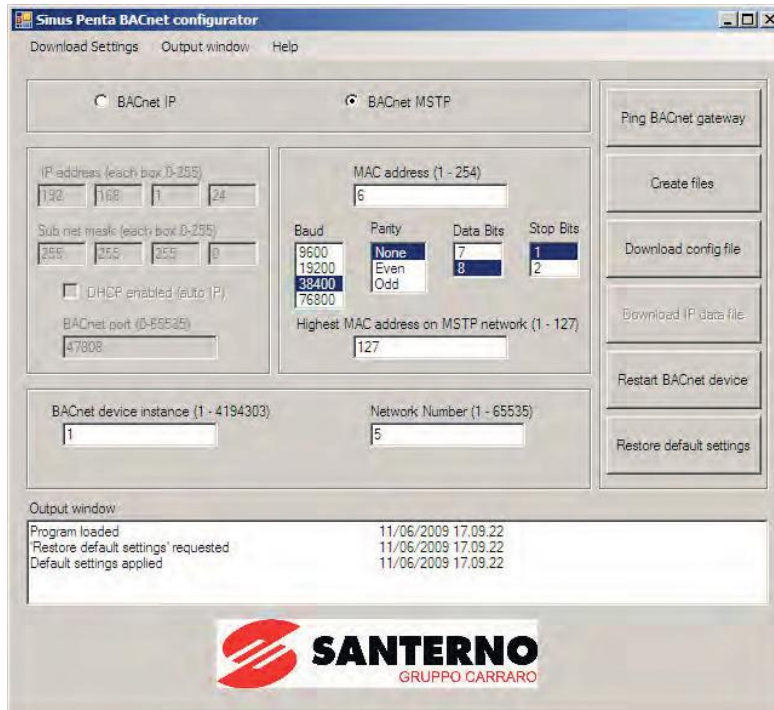 Sinus Penta BACnet configurator
Download Settings Output window Help
BACnet IP
BACnet MSTP
IP address (each box 0-255)
192 168 1 24
Sub net mask (each box 0-255)
255 255 255 0
DHCP enabled (auto IP)
BACnet port (0-65535)
47808
MAC address (1 - 254)
6
Baud Parity Data Bits Stop Bits
9600 None 7 1
19200 Even 8 2
38400 Odd
76800
Highest MAC address on MSTP network (1 - 127)
127
BACnet device instance (1 - 4194303)
1
Network Number (1 - 65535)
5
Ping BACnet gateway
Create files
Download config file
Download IP data file
Restart BACnet device
Restore default settings
Output window
Program loaded 11/06/2009 17.09.22
'Restore default settings' requested 11/06/2009 17.09.22
Default settings applied 11/06/2009 17.09.22
SANTERNO
GRUPPO CARRARO